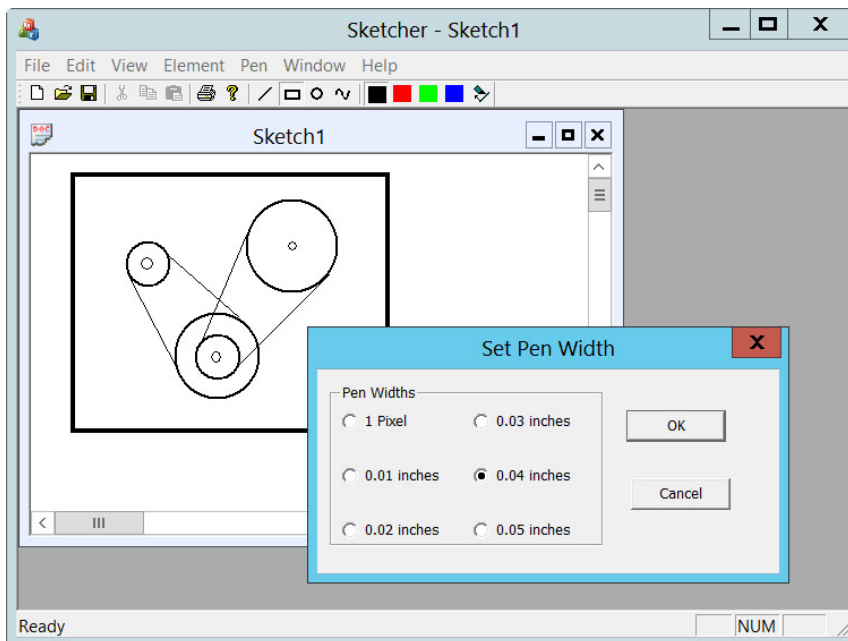 Sketcher - Sketch1
File Edit View Element Pen Window Help
Sketch1
Set Pen Width
Pen Widths
1 Pixel 0.03 inches
OK
0.01 inches 0.04 inches
Cancel
0.02 inches 0.05 inches
Ready NUM